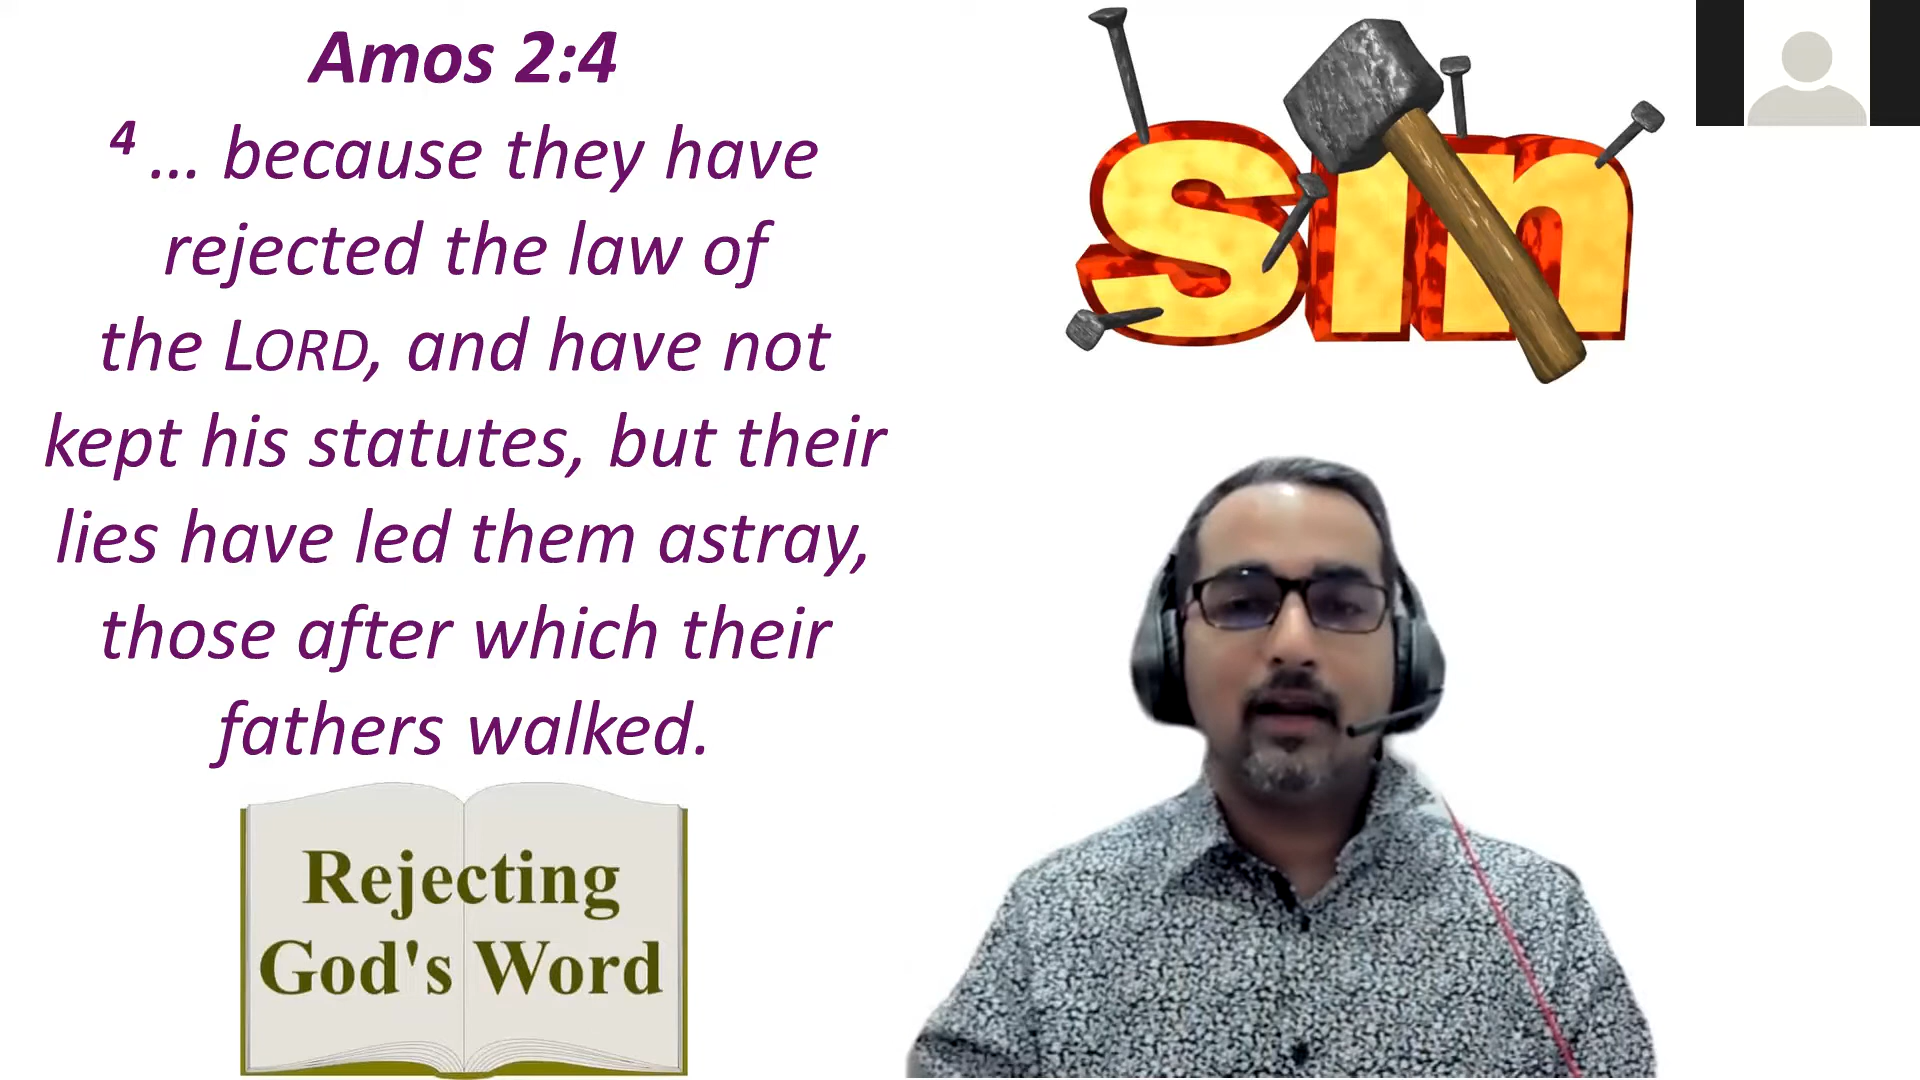 Amos 2:4
4 ... because they have
rejected the law of
the LORD, and have not
kept his statutes, but their
lies have led them astray,
those after which their
fathers walked.
Rejecting
God's Word
sin